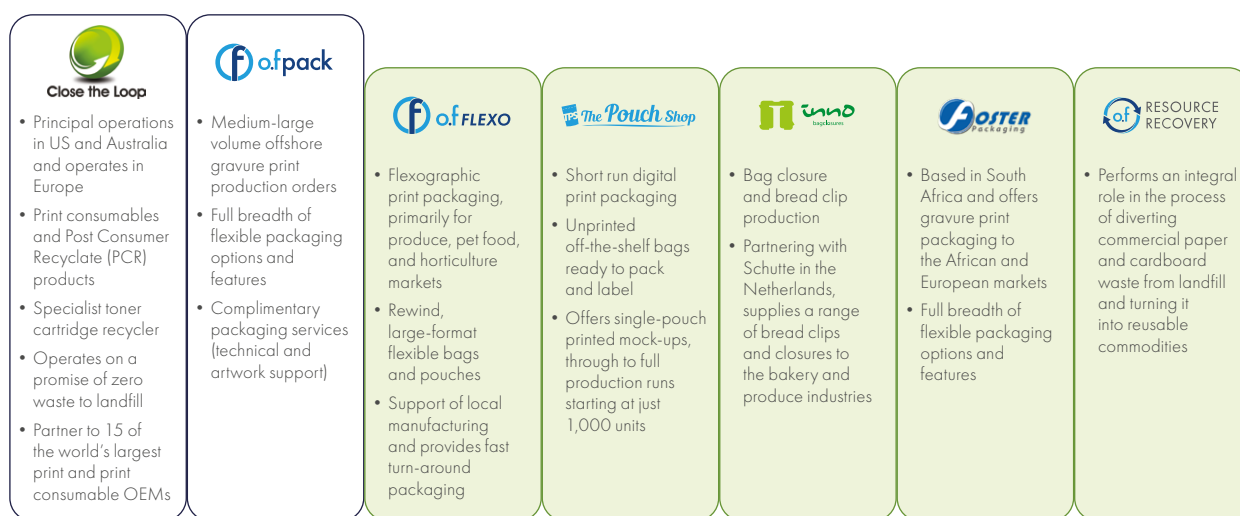 Close the Loop
• Principal operations
in US and Australia
and operates in
Europe
• Print consumables
and Post Consumer
Recyclate (PCR)
products
• Specialist toner
cartridge recycler
• Operates on a
promise of zero
waste to landfill
• Partner to 15 of
the world's largest
print and print
consumable OEMs
f o.fpack
• Medium-large
volume offshore
gravure print
production orders
• Full breadth of
flexible packaging
options and
features
• Complimentary
packaging services
(technical and
artwork support)
f o.f FLEXO
• Flexographic
print packaging,
primarily for
produce, pet food,
and horticulture
markets
• Rewind,
large-format
flexible bags
and pouches
• Support of local
manufacturing
and provides fast
turn-around
packaging
TPS The Pouch Shop
• Short run digital
print packaging
• Unprinted
off-the-shelf bags
ready to pack
and label
• Offers single-pouch
printed mock-ups,
through to full
production runs
starting at just
1,000 units
inno
bagclosures
• Bag closure
and bread clip
production
• Partnering with
Schutte in the
Netherlands,
supplies a range
of bread clips
and closures to
the bakery and
produce industries
FOSTER
Packaging
• Based in South
Africa and offers
gravure print
packaging to
the African and
European markets
• Full breadth of
flexible packaging
options and
features
o.f RESOURCE
RECOVERY
• Performs an integral
role in the process
of diverting
commercial paper
and cardboard
waste from landfill
and turning it
into reusable
commodities